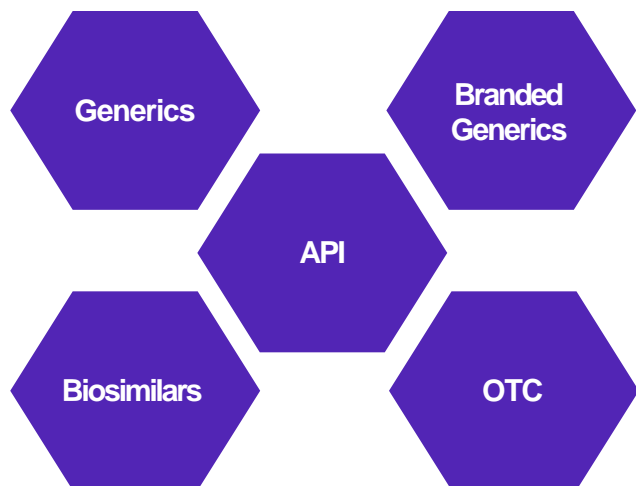 Generics
Branded
Generics
API
Biosimilars
OTC